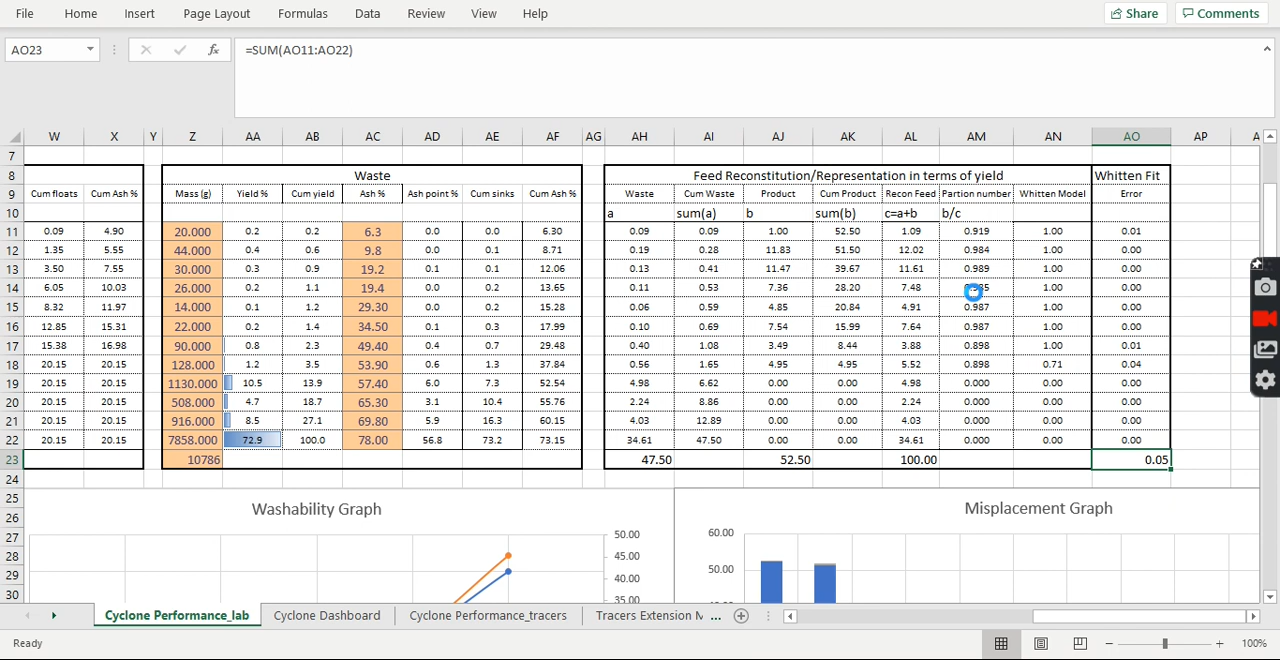 File Home Insert Page Layout Formulas Data Review View Help Share Comments
AO23 fx =SUM(AO11:AO22)
W X Y Z AA AB AC AD AE AF AG AH AI AJ AK AL AM AN AO AP A
7
8 Waste Feed Reconstitution/Representation in terms of yield Whitten Fit
9 Cum floats Cum Ash % Mass (g) Yield % Cum yield Ash % Ash point % Cum sinks Cum Ash % Waste Cum Waste Product Cum Product Recon Feed Partion number Whitten Model Error
10 a sum(a) b sum(b) c=a+b b/c
11 0.09 4.90 20.000 0.2 0.2 6.3 0.0 0.0 6.30 0.09 0.09 1.00 52.50 1.09 0.919 1.00 0.01
12 1.35 5.55 44.000 0.4 0.6 9.8 0.0 0.1 8.71 0.19 0.28 11.83 51.50 12.02 0.984 1.00 0.00
13 3.50 7.55 30.000 0.3 0.9 19.2 0.1 0.1 12.06 0.13 0.41 11.47 39.67 11.61 0.989 1.00 0.00
14 6.05 10.03 26.000 0.2 1.1 19.4 0.0 0.2 13.65 0.11 0.53 7.36 28.20 7.48 1.00 0.00
15 8.32 11.97 14.000 0.1 1.2 29.30 0.0 0.2 15.28 0.06 0.59 4.85 20.84 4.91 0.987 1.00 0.00
16 12.85 15.31 22.000 0.2 1.4 34.50 0.1 0.3 17.99 0.10 0.69 7.54 15.99 7.64 0.987 1.00 0.00
17 15.38 16.98 90.000 0.8 2.3 49.40 0.4 0.7 29.48 0.40 1.08 3.49 8.44 3.88 0.898 1.00 0.01
18 20.15 20.15 128.000 1.2 3.5 53.90 0.6 1.3 37.84 0.56 1.65 4.95 4.95 5.52 0.898 0.71 0.04
19 20.15 20.15 1130.000 10.5 13.9 57.40 6.0 7.3 52.54 4.98 6.62 0.00 0.00 4.98 0.000 0.00 0.00
20 20.15 20.15 508.000 4.7 18.7 65.30 3.1 10.4 55.76 2.24 8.86 0.00 0.00 2.24 0.000 0.00 0.00
21 20.15 20.15 916.000 8.5 27.1 69.80 5.9 16.3 60.15 4.03 12.89 0.00 0.00 4.03 0.000 0.00 0.00
22 20.15 20.15 7858.000 72.9 100.0 78.00 56.8 73.2 73.15 34.61 47.50 0.00 0.00 34.61 0.000 0.00 0.00
23 10786 47.50 52.50 100.00 0.05
24
25 Washability Graph Misplacement Graph
26
27 50.00 60.00
28 45.00
29 40.00 50.00
30 35.00
Cyclone Performance_lab Cyclone Dashboard Cyclone Performance_tracers Tracers Extension N ...
Ready 100%